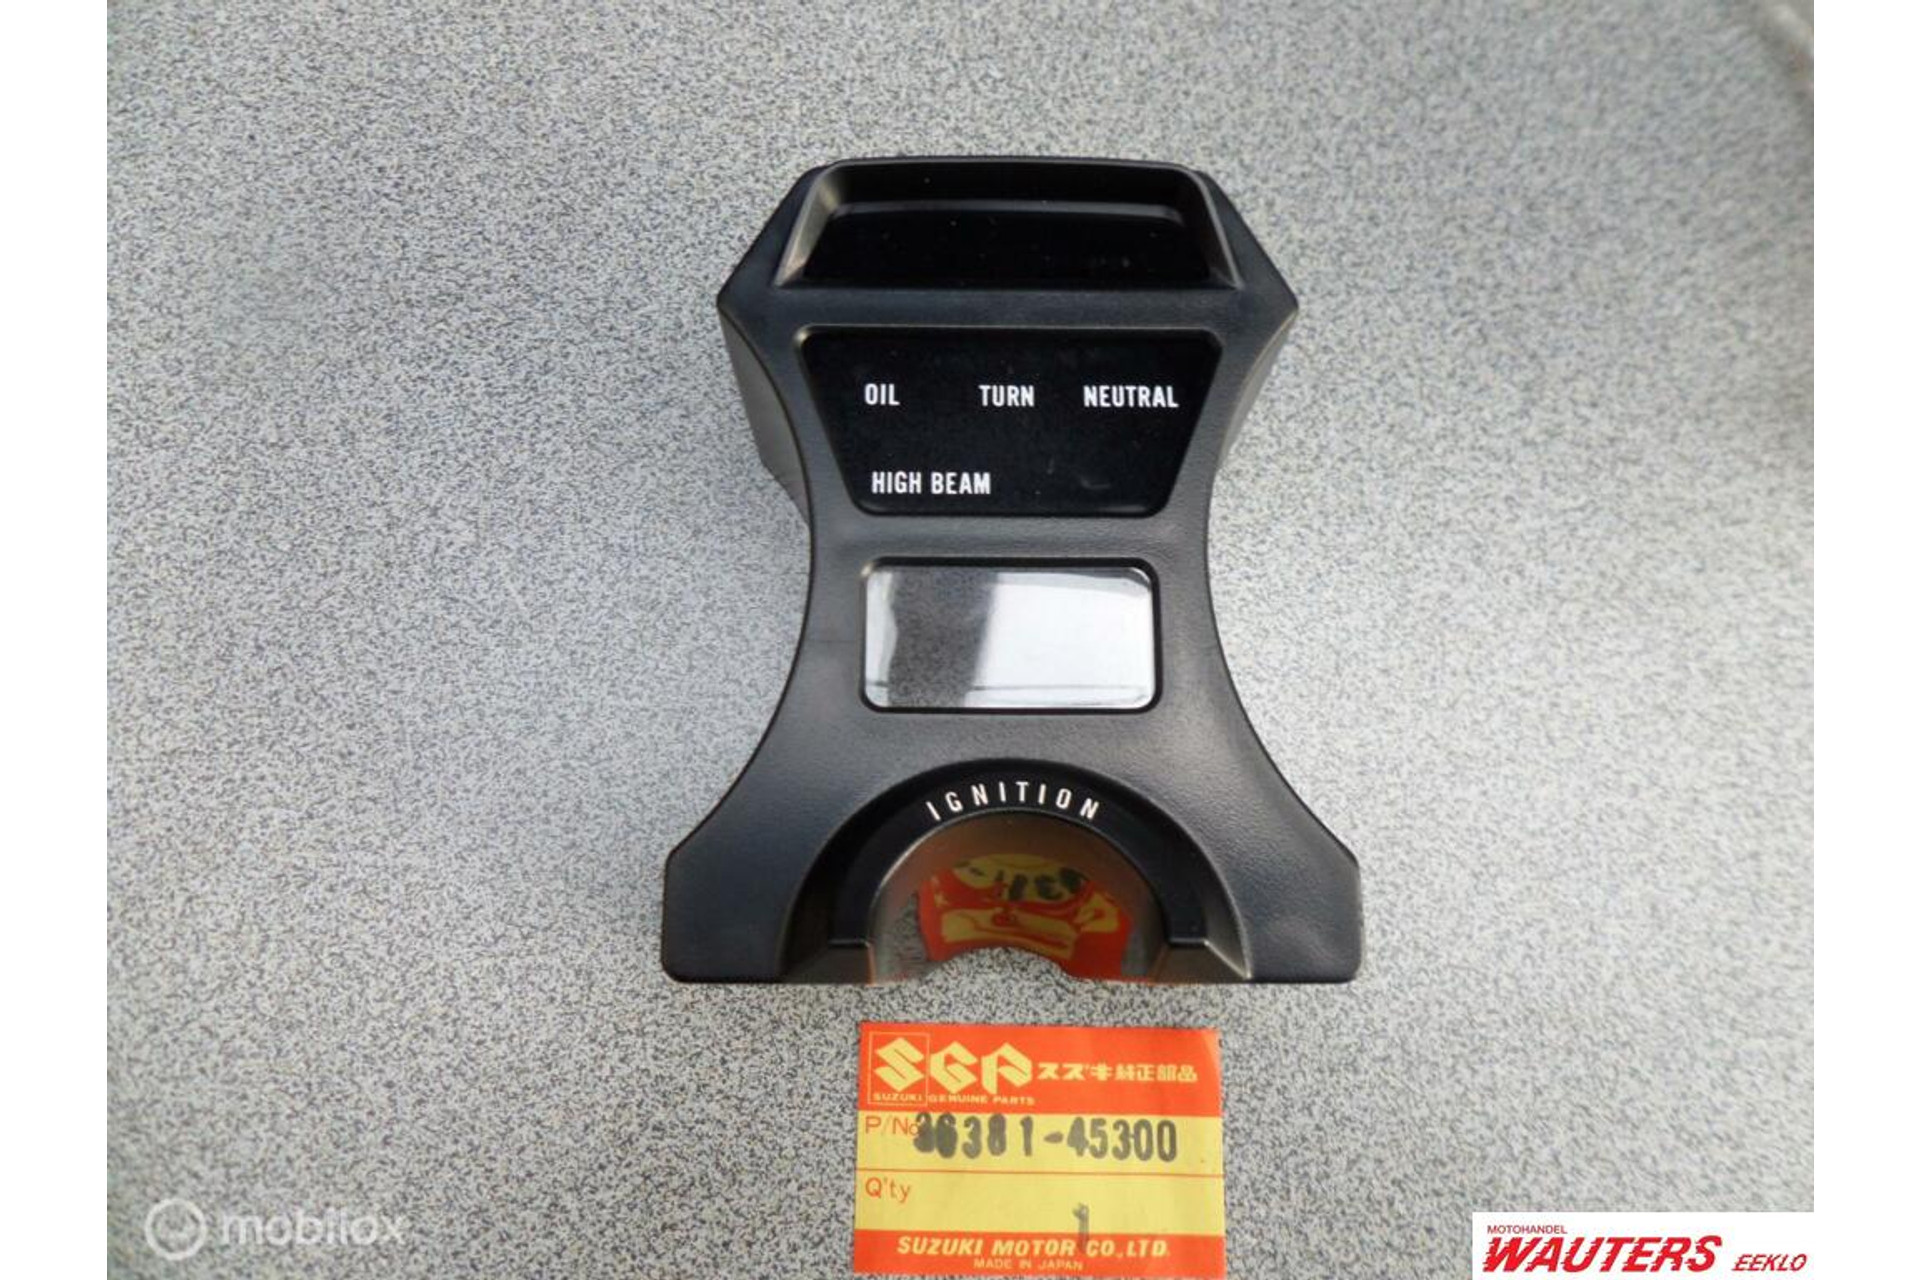 OIL TURN NEUTRAL
HIGH BEAM
IGNITION
SGP スズキ純正部品
SUZUKI GENUINE PARTS
P/No 36381-45300
Q'ty
1
SUZUKI MOTOR CO.,LTD.
MADE IN JAPAN
mobilox
MOTOHANDEL
WAUTERS EEKLO